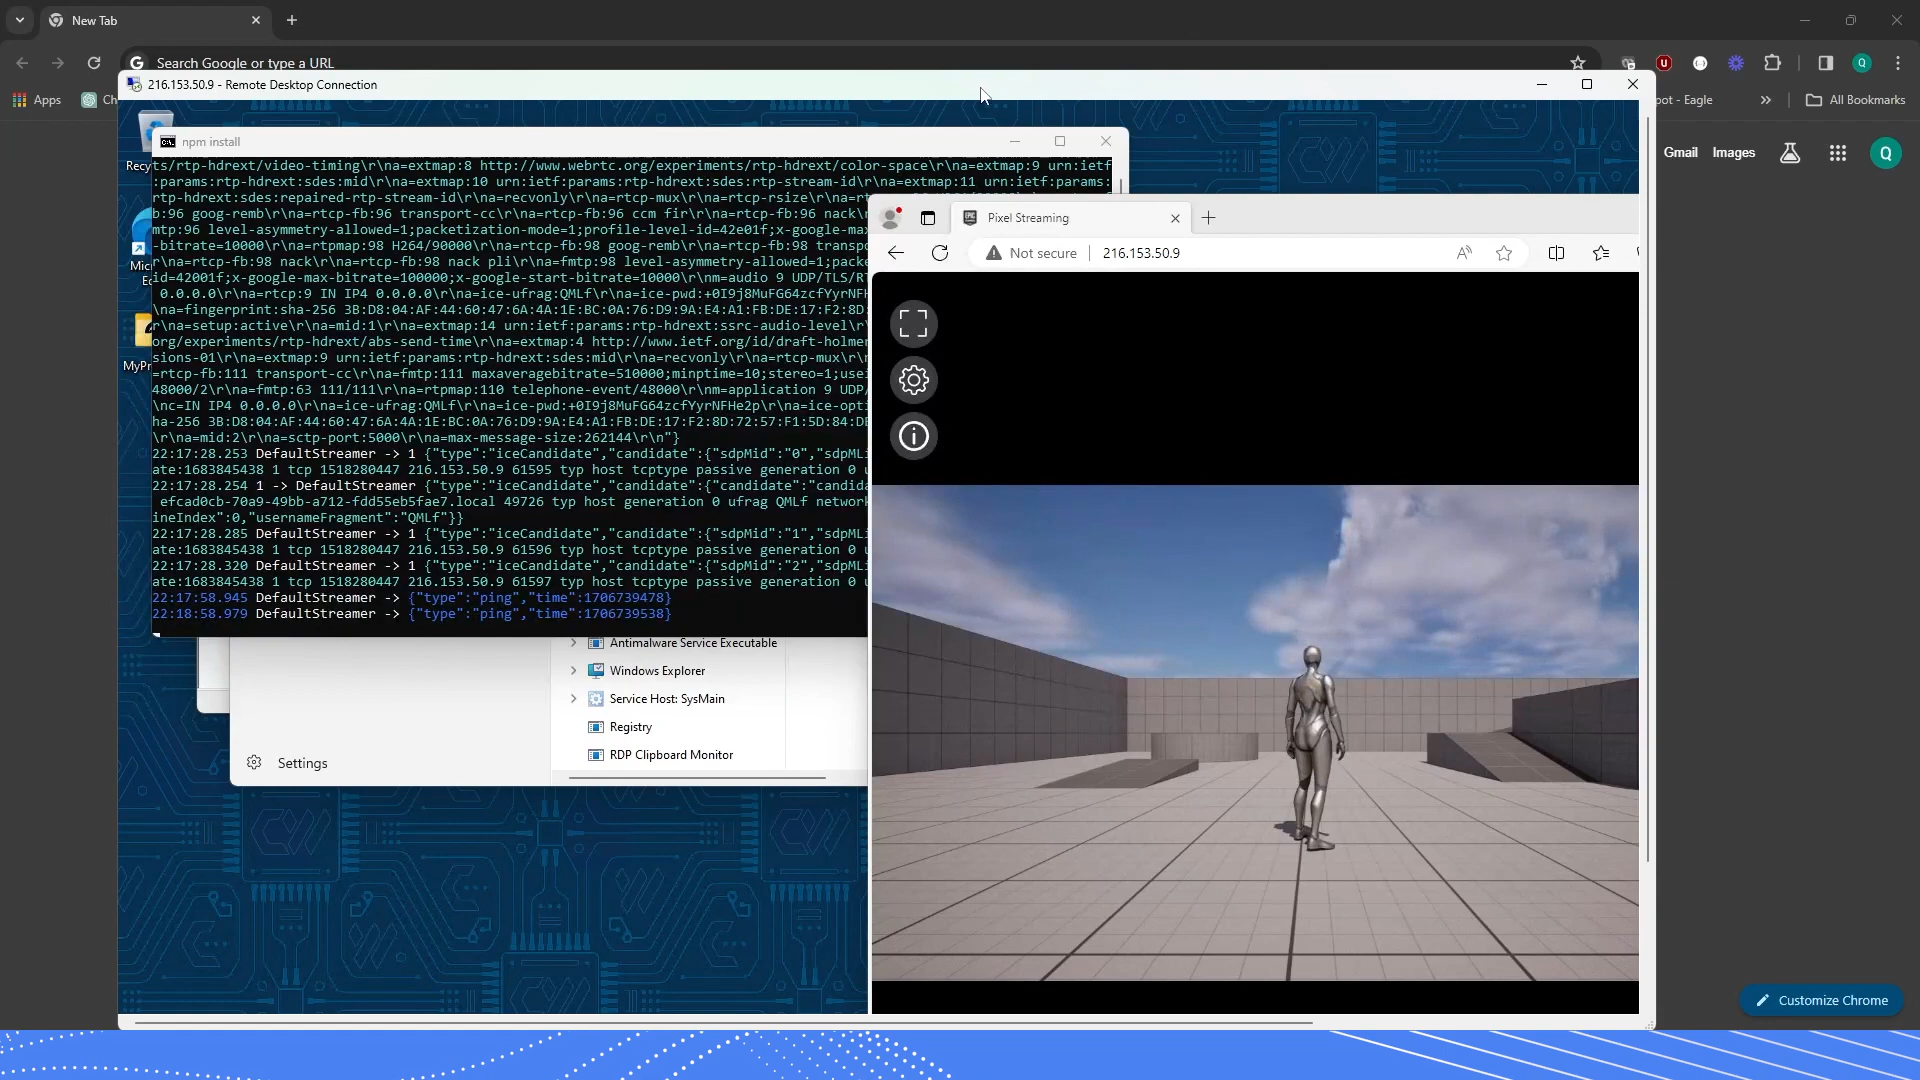 New Tab
Search Google or type a URL
216.153.50.9 - Remote Desktop Connection
Apps
Ch
pot - Eagle
All Bookmarks
Gmail
Images
Q
Recy
Mic
Ed
MyPr
npm install
ts/rtp-hdrext/video-timing\r\na=extmap:8 http://www.webrtc.org/experiments/rtp-hdrext/color-space\r\na=extmap:9 urn:ietf
:params:rtp-hdrext:sdes:mid\r\na=extmap:10 urn:ietf:params:rtp-hdrext:sdes:rtp-stream-id\r\na=extmap:11 urn:ietf:params:
rtp-hdrext:sdes:repaired-rtp-stream-id\r\na=recvonly\r\na=rtcp-mux\r\na=rtcp-rsize\r\na=rt
b:96 goog-remb\r\na=rtcp-fb:96 transport-cc\r\na=rtcp-fb:96 ccm fir\r\na=rtcp-fb:96 nack\r
mtp:96 level-asymmetry-allowed=1;packetization-mode=1;profile-level-id=42e01f;x-google-max
-bitrate=10000\r\na=rtpmap:98 H264/90000\r\na=rtcp-fb:98 goog-remb\r\na=rtcp-fb:98 transpo
\r\na=rtcp-fb:98 nack\r\na=rtcp-fb:98 nack pli\r\na=fmtp:98 level-asymmetry-allowed=1;packe
id=42001f;x-google-max-bitrate=100000;x-google-start-bitrate=10000\r\nm=audio 9 UDP/TLS/RT
0.0.0.0\r\na=rtcp:9 IN IP4 0.0.0.0\r\na=ice-ufrag:QMLf\r\na=ice-pwd:+0I9j8MuFG64zcfYyrNFH
\na=fingerprint:sha-256 3B:D8:04:AF:44:60:47:6A:4A:1E:BC:0A:76:D9:9A:E4:A1:FB:DE:17:F2:8D
r\na=setup:active\r\na=mid:1\r\na=extmap:14 urn:ietf:params:rtp-hdrext:ssrc-audio-level\r\
org/experiments/rtp-hdrext/abs-send-time\r\na=extmap:4 http://www.ietf.org/id/draft-holmer
sions-01\r\na=extmap:9 urn:ietf:params:rtp-hdrext:sdes:mid\r\na=recvonly\r\na=rtcp-mux\r\n
=rtcp-fb:111 transport-cc\r\na=fmtp:111 maxaveragebitrate=510000;minptime=10;stereo=1;usei
48000/2\r\na=fmtp:63 111/111\r\na=rtpmap:110 telephone-event/48000\r\nm=application 9 UDP/
\nc=IN IP4 0.0.0.0\r\na=ice-ufrag:QMLf\r\na=ice-pwd:+0I9j8MuFG64zcfYyrNFHe2p\r\na=ice-opti
ha-256 3B:D8:04:AF:44:60:47:6A:4A:1E:BC:0A:76:D9:9A:E4:A1:FB:DE:17:F2:8D:72:57:F1:5D:84:DE
\r\na=mid:2\r\na=sctp-port:5000\r\na=max-message-size:262144\r\n"}
22:17:28.253 DefaultStreamer -> 1 {"type":"iceCandidate","candidate":{"sdpMid":"0","sdpMLi
ate:1683845438 1 tcp 1518280447 216.153.50.9 61595 typ host tcptype passive generation 0 u
22:17:28.254 1 -> DefaultStreamer {"type":"iceCandidate","candidate":{"candidate":"candida
efcad0cb-70a9-49bb-a712-fdd55eb5fae7.local 49726 typ host generation 0 ufrag QMLf network
ineIndex":0,"usernameFragment":"QMLf"}}
22:17:28.285 DefaultStreamer -> 1 {"type":"iceCandidate","candidate":{"sdpMid":"1","sdpMLi
ate:1683845438 1 tcp 1518280447 216.153.50.9 61596 typ host tcptype passive generation 0 u
22:17:28.320 DefaultStreamer -> 1 {"type":"iceCandidate","candidate":{"sdpMid":"2","sdpMLi
ate:1683845438 1 tcp 1518280447 216.153.50.9 61597 typ host tcptype passive generation 0 u
22:17:58.945 DefaultStreamer -> {"type":"ping","time":1706739478}
22:18:58.979 DefaultStreamer -> {"type":"ping","time":1706739538}
Pixel Streaming
Not secure
216.153.50.9
Antimalware Service Executable
Windows Explorer
Service Host: SysMain
Registry
RDP Clipboard Monitor
Settings
Customize Chrome